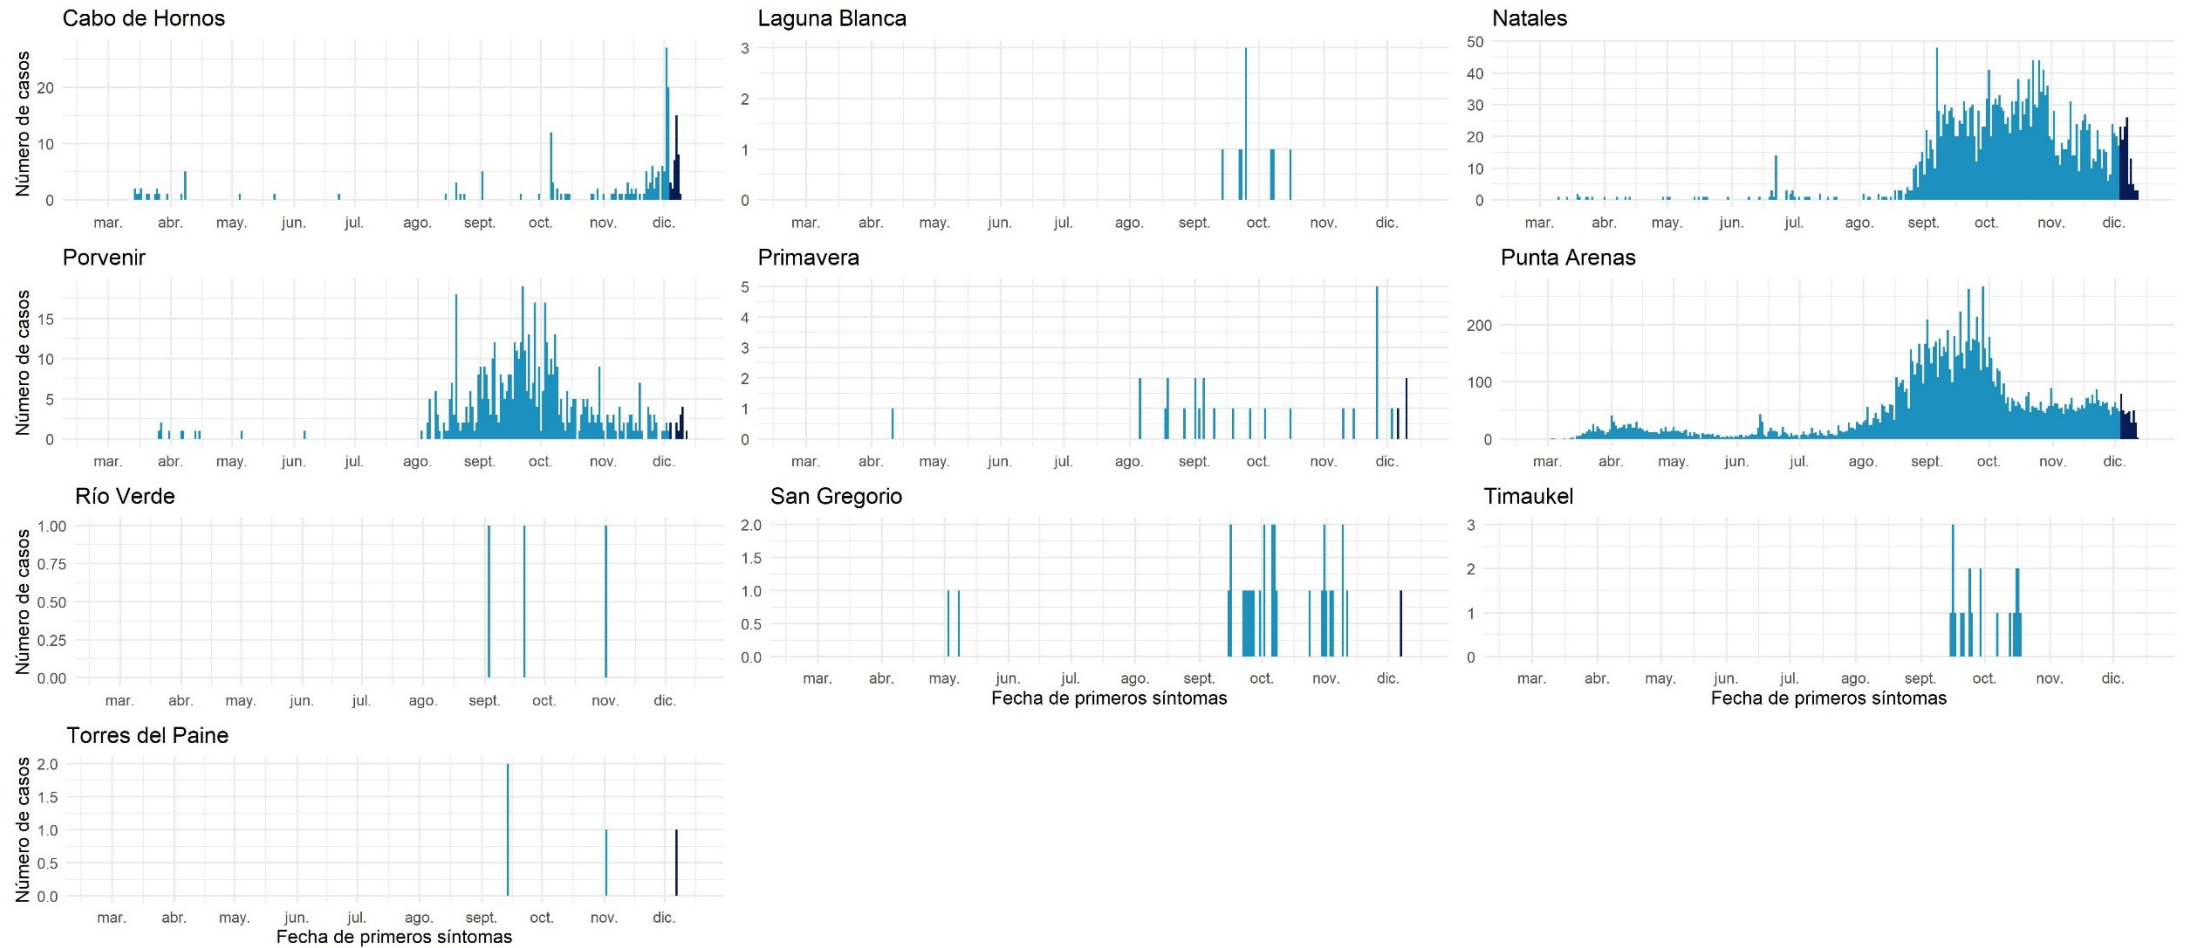 Cabo de Hornos
Número de casos
20
10
0
mar. abr. may. jun. jul. ago. sept. oct. nov. dic.
Laguna Blanca
3
2
1
0
mar. abr. may. jun. jul. ago. sept. oct. nov. dic.
Natales
50
40
30
20
10
0
mar. abr. may. jun. jul. ago. sept. oct. nov. dic.
Porvenir
Número de casos
15
10
5
0
mar. abr. may. jun. jul. ago. sept. oct. nov. dic.
Primavera
5
4
3
2
1
0
mar. abr. may. jun. jul. ago. sept. oct. nov. dic.
Punta Arenas
200
100
0
mar. abr. may. jun. jul. ago. sept. oct. nov. dic.
Río Verde
Número de casos
1.00
0.75
0.50
0.25
0.00
mar. abr. may. jun. jul. ago. sept. oct. nov. dic.
San Gregorio
2.0
1.5
1.0
0.5
0.0
mar. abr. may. jun. jul. ago. sept. oct. nov. dic.
Fecha de primeros síntomas
Timaukel
3
2
1
0
mar. abr. may. jun. jul. ago. sept. oct. nov. dic.
Fecha de primeros síntomas
Torres del Paine
Número de casos
2.0
1.5
1.0
0.5
0.0
mar. abr. may. jun. jul. ago. sept. oct. nov. dic.
Fecha de primeros síntomas